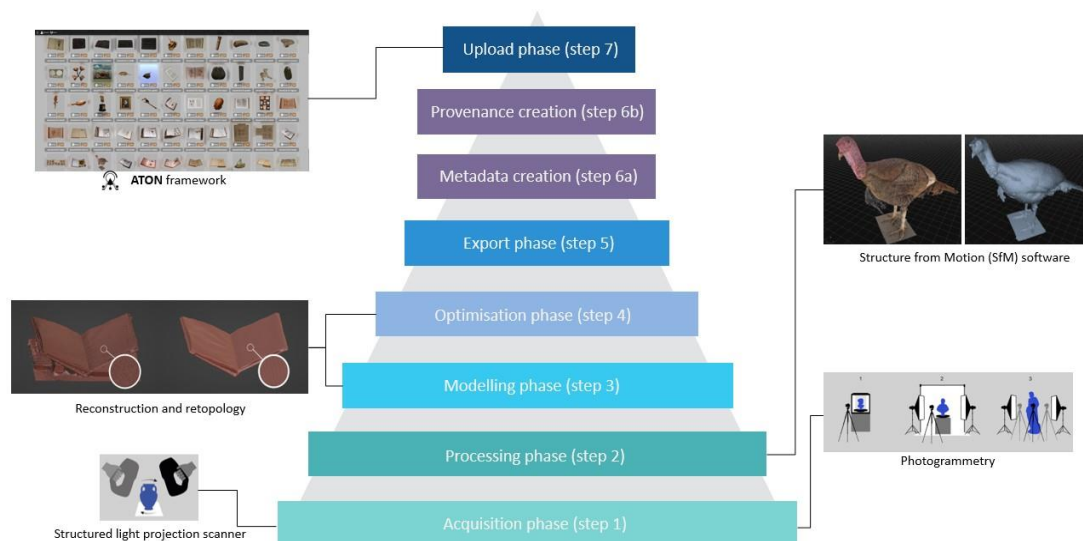 Upload phase (step 7)
Provenance creation (step 6b)
Metadata creation (step 6a)
Export phase (step 5)
Optimisation phase (step 4)
Modelling phase (step 3)
Processing phase (step 2)
Acquisition phase (step 1)
ATON framework
Reconstruction and retopology
Structured light projection scanner
Structure from Motion (SfM) software
1
2
3
Photogrammetry